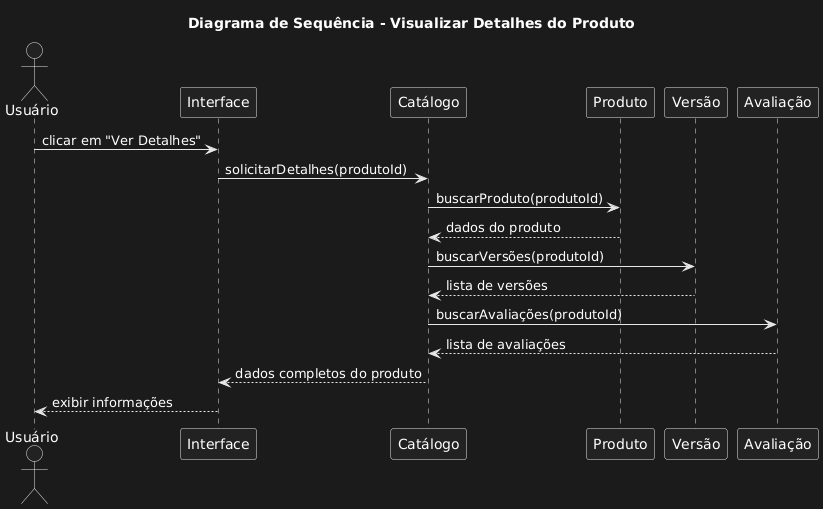 Diagrama de Sequência - Visualizar Detalhes do Produto
Usuário
Interface
Catálogo
Produto
Versão
Avaliação
clicar em "Ver Detalhes"
solicitarDetalhes(produtoId)
buscarProduto(produtoId)
dados do produto
buscarVersões(produtoId)
lista de versões
buscarAvaliações(produtoId)
lista de avaliações
dados completos do produto
exibir informações
Usuário
Interface
Catálogo
Produto
Versão
Avaliação